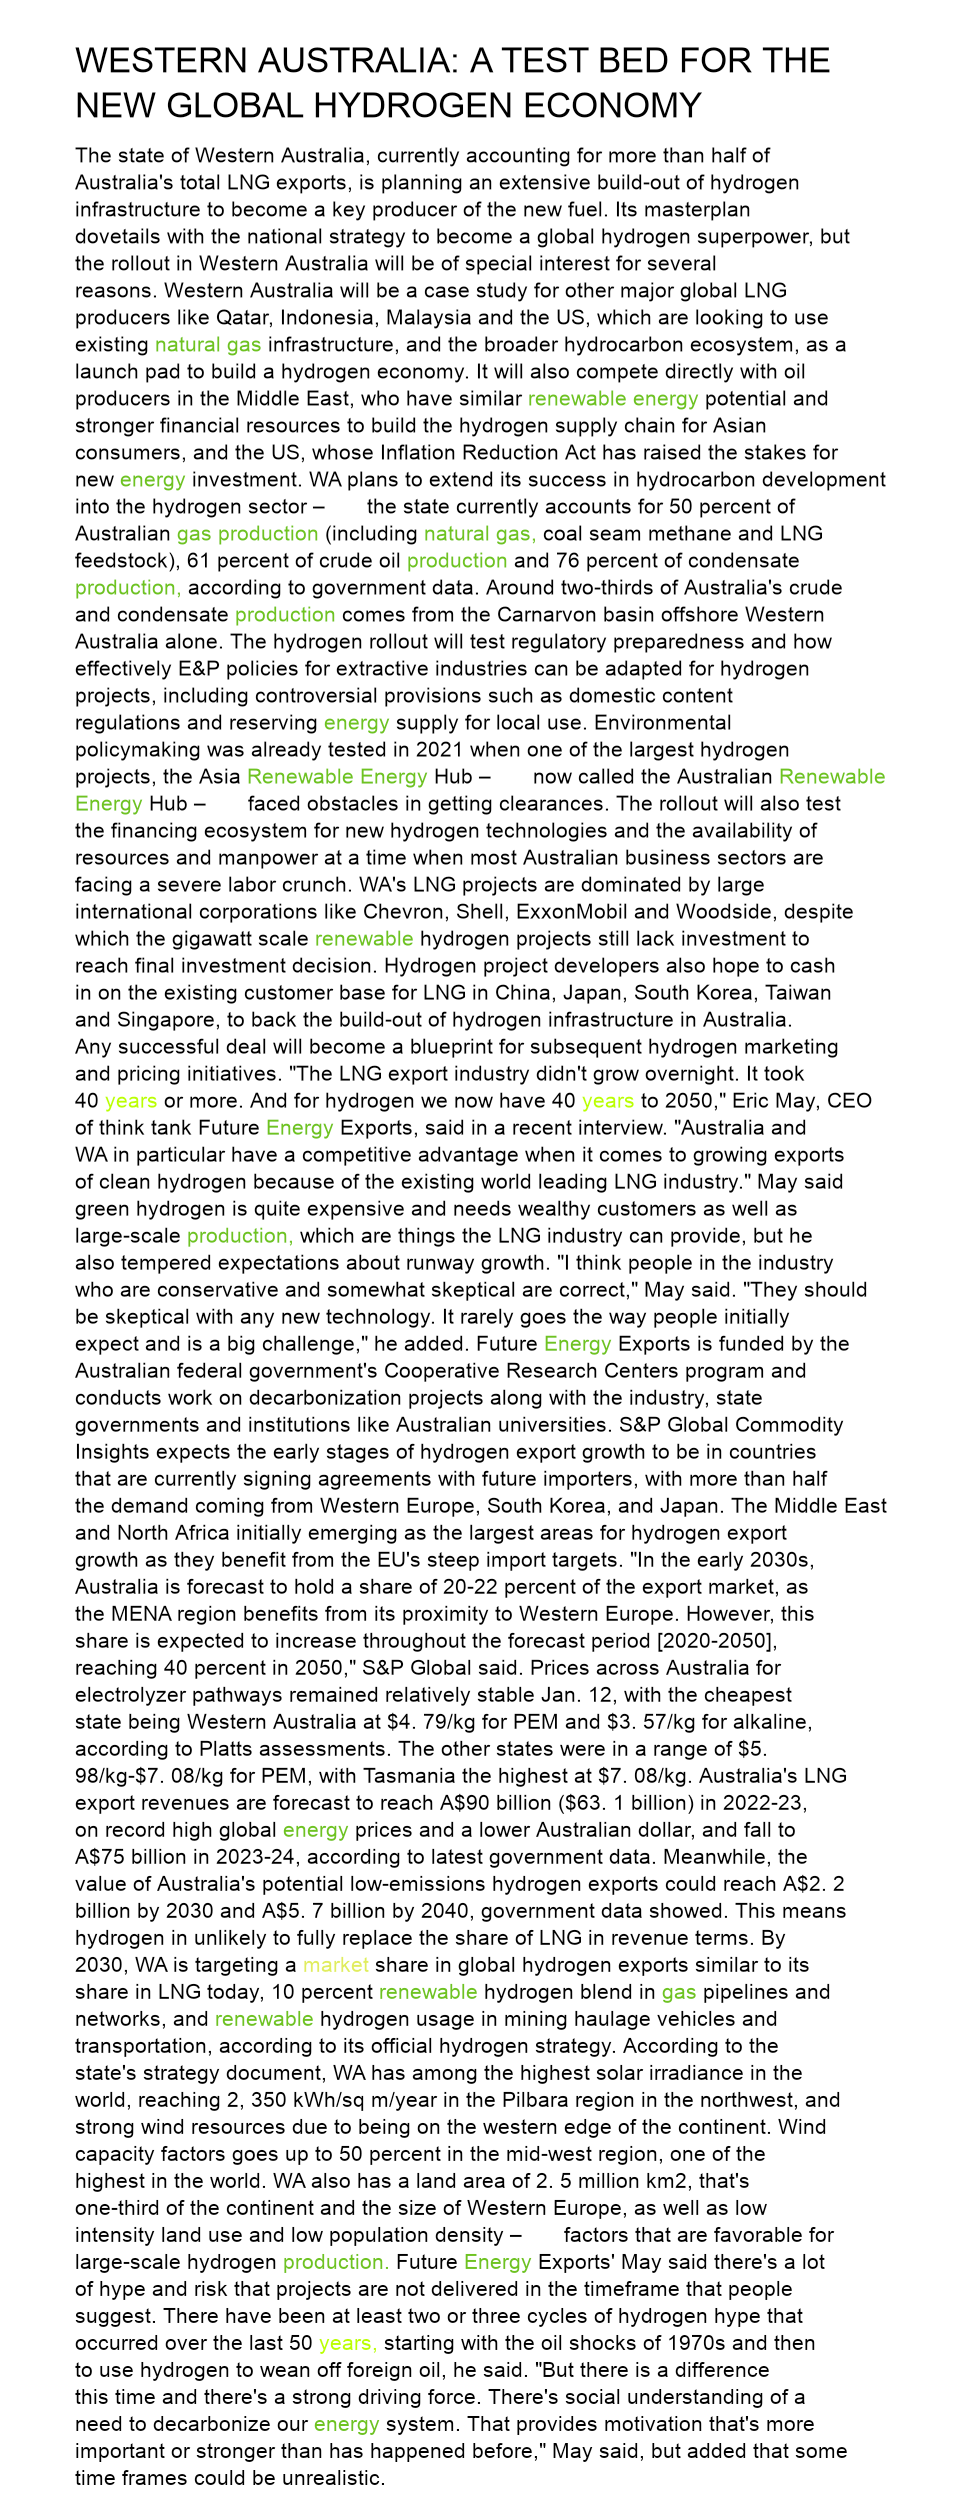 WESTERN AUSTRALIA: A TEST BED FOR THE
NEW GLOBAL HYDROGEN ECONOMY
The state of Western Australia, currently accounting for more than half of
Australia's total LNG exports, is planning an extensive build-out of hydrogen
infrastructure to become a key producer of the new fuel. Its masterplan
dovetails with the national strategy to become a global hydrogen superpower, but
the rollout in Western Australia will be of special interest for several
reasons. Western Australia will be a case study for other major global LNG
producers like Qatar, Indonesia, Malaysia and the US, which are looking to use
existing natural gas infrastructure, and the broader hydrocarbon ecosystem, as a
launch pad to build a hydrogen economy. It will also compete directly with oil
producers in the Middle East, who have similar renewable energy potential and
stronger financial resources to build the hydrogen supply chain for Asian
consumers, and the US, whose Inflation Reduction Act has raised the stakes for
new energy investment. WA plans to extend its success in hydrocarbon development
into the hydrogen sector – the state currently accounts for 50 percent of
Australian gas production (including natural gas, coal seam methane and LNG
feedstock), 61 percent of crude oil production and 76 percent of condensate
production, according to government data. Around two-thirds of Australia's crude
and condensate production comes from the Carnarvon basin offshore Western
Australia alone. The hydrogen rollout will test regulatory preparedness and how
effectively E&P policies for extractive industries can be adapted for hydrogen
projects, including controversial provisions such as domestic content
regulations and reserving energy supply for local use. Environmental
policymaking was already tested in 2021 when one of the largest hydrogen
projects, the Asia Renewable Energy Hub – now called the Australian Renewable
Energy Hub – faced obstacles in getting clearances. The rollout will also test
the financing ecosystem for new hydrogen technologies and the availability of
resources and manpower at a time when most Australian business sectors are
facing a severe labor crunch. WA's LNG projects are dominated by large
international corporations like Chevron, Shell, ExxonMobil and Woodside, despite
which the gigawatt scale renewable hydrogen projects still lack investment to
reach final investment decision. Hydrogen project developers also hope to cash
in on the existing customer base for LNG in China, Japan, South Korea, Taiwan
and Singapore, to back the build-out of hydrogen infrastructure in Australia.
Any successful deal will become a blueprint for subsequent hydrogen marketing
and pricing initiatives. "The LNG export industry didn't grow overnight. It took
40 years or more. And for hydrogen we now have 40 years to 2050," Eric May, CEO
of think tank Future Energy Exports, said in a recent interview. "Australia and
WA in particular have a competitive advantage when it comes to growing exports
of clean hydrogen because of the existing world leading LNG industry." May said
green hydrogen is quite expensive and needs wealthy customers as well as
large-scale production, which are things the LNG industry can provide, but he
also tempered expectations about runway growth. "I think people in the industry
who are conservative and somewhat skeptical are correct," May said. "They should
be skeptical with any new technology. It rarely goes the way people initially
expect and is a big challenge," he added. Future Energy Exports is funded by the
Australian federal government's Cooperative Research Centers program and
conducts work on decarbonization projects along with the industry, state
governments and institutions like Australian universities. S&P Global Commodity
Insights expects the early stages of hydrogen export growth to be in countries
that are currently signing agreements with future importers, with more than half
the demand coming from Western Europe, South Korea, and Japan. The Middle East
and North Africa initially emerging as the largest areas for hydrogen export
growth as they benefit from the EU's steep import targets. "In the early 2030s,
Australia is forecast to hold a share of 20-22 percent of the export market, as
the MENA region benefits from its proximity to Western Europe. However, this
share is expected to increase throughout the forecast period [2020-2050],
reaching 40 percent in 2050," S&P Global said. Prices across Australia for
electrolyzer pathways remained relatively stable Jan. 12, with the cheapest
state being Western Australia at $4. 79/kg for PEM and $3. 57/kg for alkaline,
according to Platts assessments. The other states were in a range of $5.
98/kg-$7. 08/kg for PEM, with Tasmania the highest at $7. 08/kg. Australia's LNG
export revenues are forecast to reach A$90 billion ($63. 1 billion) in 2022-23,
on record high global energy prices and a lower Australian dollar, and fall to
A$75 billion in 2023-24, according to latest government data. Meanwhile, the
value of Australia's potential low-emissions hydrogen exports could reach A$2. 2
billion by 2030 and A$5. 7 billion by 2040, government data showed. This means
hydrogen in unlikely to fully replace the share of LNG in revenue terms. By
2030, WA is targeting a market share in global hydrogen exports similar to its
share in LNG today, 10 percent renewable hydrogen blend in gas pipelines and
networks, and renewable hydrogen usage in mining haulage vehicles and
transportation, according to its official hydrogen strategy. According to the
state's strategy document, WA has among the highest solar irradiance in the
world, reaching 2, 350 kWh/sq m/year in the Pilbara region in the northwest, and
strong wind resources due to being on the western edge of the continent. Wind
capacity factors goes up to 50 percent in the mid-west region, one of the
highest in the world. WA also has a land area of 2. 5 million km2, that's
one-third of the continent and the size of Western Europe, as well as low
intensity land use and low population density – factors that are favorable for
large-scale hydrogen production. Future Energy Exports' May said there's a lot
of hype and risk that projects are not delivered in the timeframe that people
suggest. There have been at least two or three cycles of hydrogen hype that
occurred over the last 50 years, starting with the oil shocks of 1970s and then
to use hydrogen to wean off foreign oil, he said. "But there is a difference
this time and there's a strong driving force. There's social understanding of a
need to decarbonize our energy system. That provides motivation that's more
important or stronger than has happened before," May said, but added that some
time frames could be unrealistic.